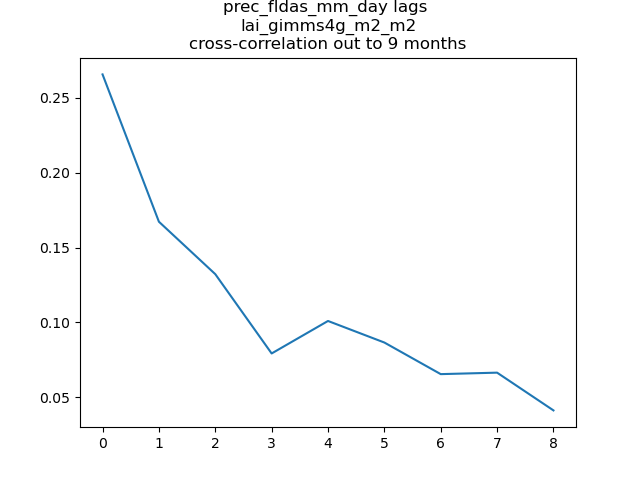 prec_fldas_mm_day lags
lai_gimms4g_m2_m2
cross-correlation out to 9 months
0.25
0.20
0.15
0.10
0.05
0 1 2 3 4 5 6 7 8